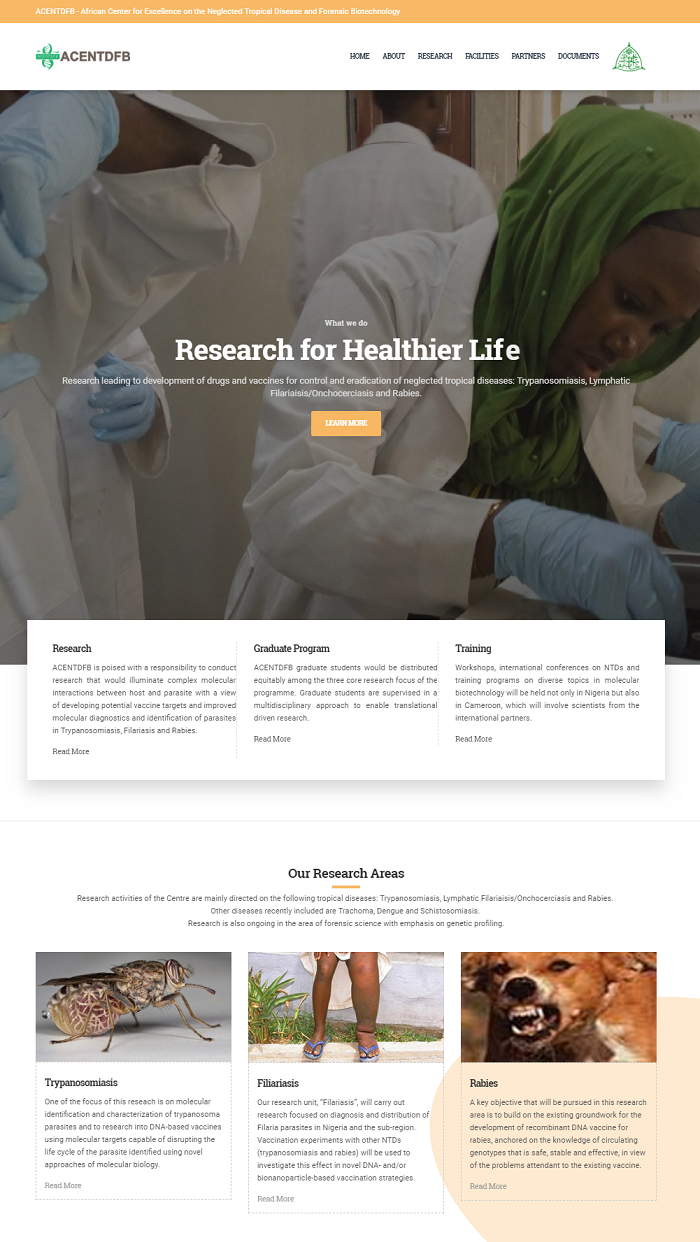 ACENTDFB - African Center for Excellence on the Neglected Tropical Disease and Forensic Biotechnology
ACENTDFB
HOME ABOUT RESEARCH FACILITIES PARTNERS DOCUMENTS
What we do
Research for Healthier Life
Research leading to development of drugs and vaccines for control and eradication of neglected tropical diseases: Trypanosomiasis, Lymphatic
Filariaisis/Onchocerciasis and Rabies.
LEARN MORE
Research
ACENTDFB is poised with a responsibility to conduct
research that would illuminate complex molecular
interactions between host and parasite with a view
of developing potential vaccine targets and improved
molecular diagnostics and identification of parasites
in Trypanosomiasis, Filariasis and Rabies.
Read More
Graduate Program
ACENTDFB graduate students would be distributed
equitably among the three core research focus of the
programme. Graduate students are supervised in a
multidisciplinary approach to enable translational
driven research.
Read More
Training
Workshops, international conferences on NTDs and
training programs on diverse topics in molecular
biotechnology will be held not only in Nigeria but also
in Cameroon, which will involve scientists from the
international partners.
Read More
Our Research Areas
Research activities of the Centre are mainly directed on the following tropical diseases: Trypanosomiasis, Lymphatic Filariaisis/Onchocerciasis and Rabies.
Other diseases recently included are Trachoma, Dengue and Schistosomiasis.
Research is also ongoing in the area of forensic science with emphasis on genetic profiling.
Trypanosomiasis
One of the focus of this reseach is on molecular
identification and characterization of trypanosoma
parasites and to research into DNA-based vaccines
using molecular targets capable of disrupting the
life cycle of the parasite identified using novel
approaches of molecular biology.
Read More
Filiariasis
Our research unit, "Filariasis", will carry out
research focused on diagnosis and distribution of
Filaria parasites in Nigeria and the sub-region.
Vaccination experiments with other NTDs
(trypanosomiasis and rabies) will be used to
investigate this effect in novel DNA- and/or
bionanoparticle-based vaccination strategies.
Read More
Rabies
A key objective that will be pursued in this research
area is to build on the existing groundwork for the
development of recombinant DNA vaccine for
rabies, anchored on the knowledge of circulating
genotypes that is safe, stable and effective, in view
of the problems attendant to the existing vaccine.
Read More